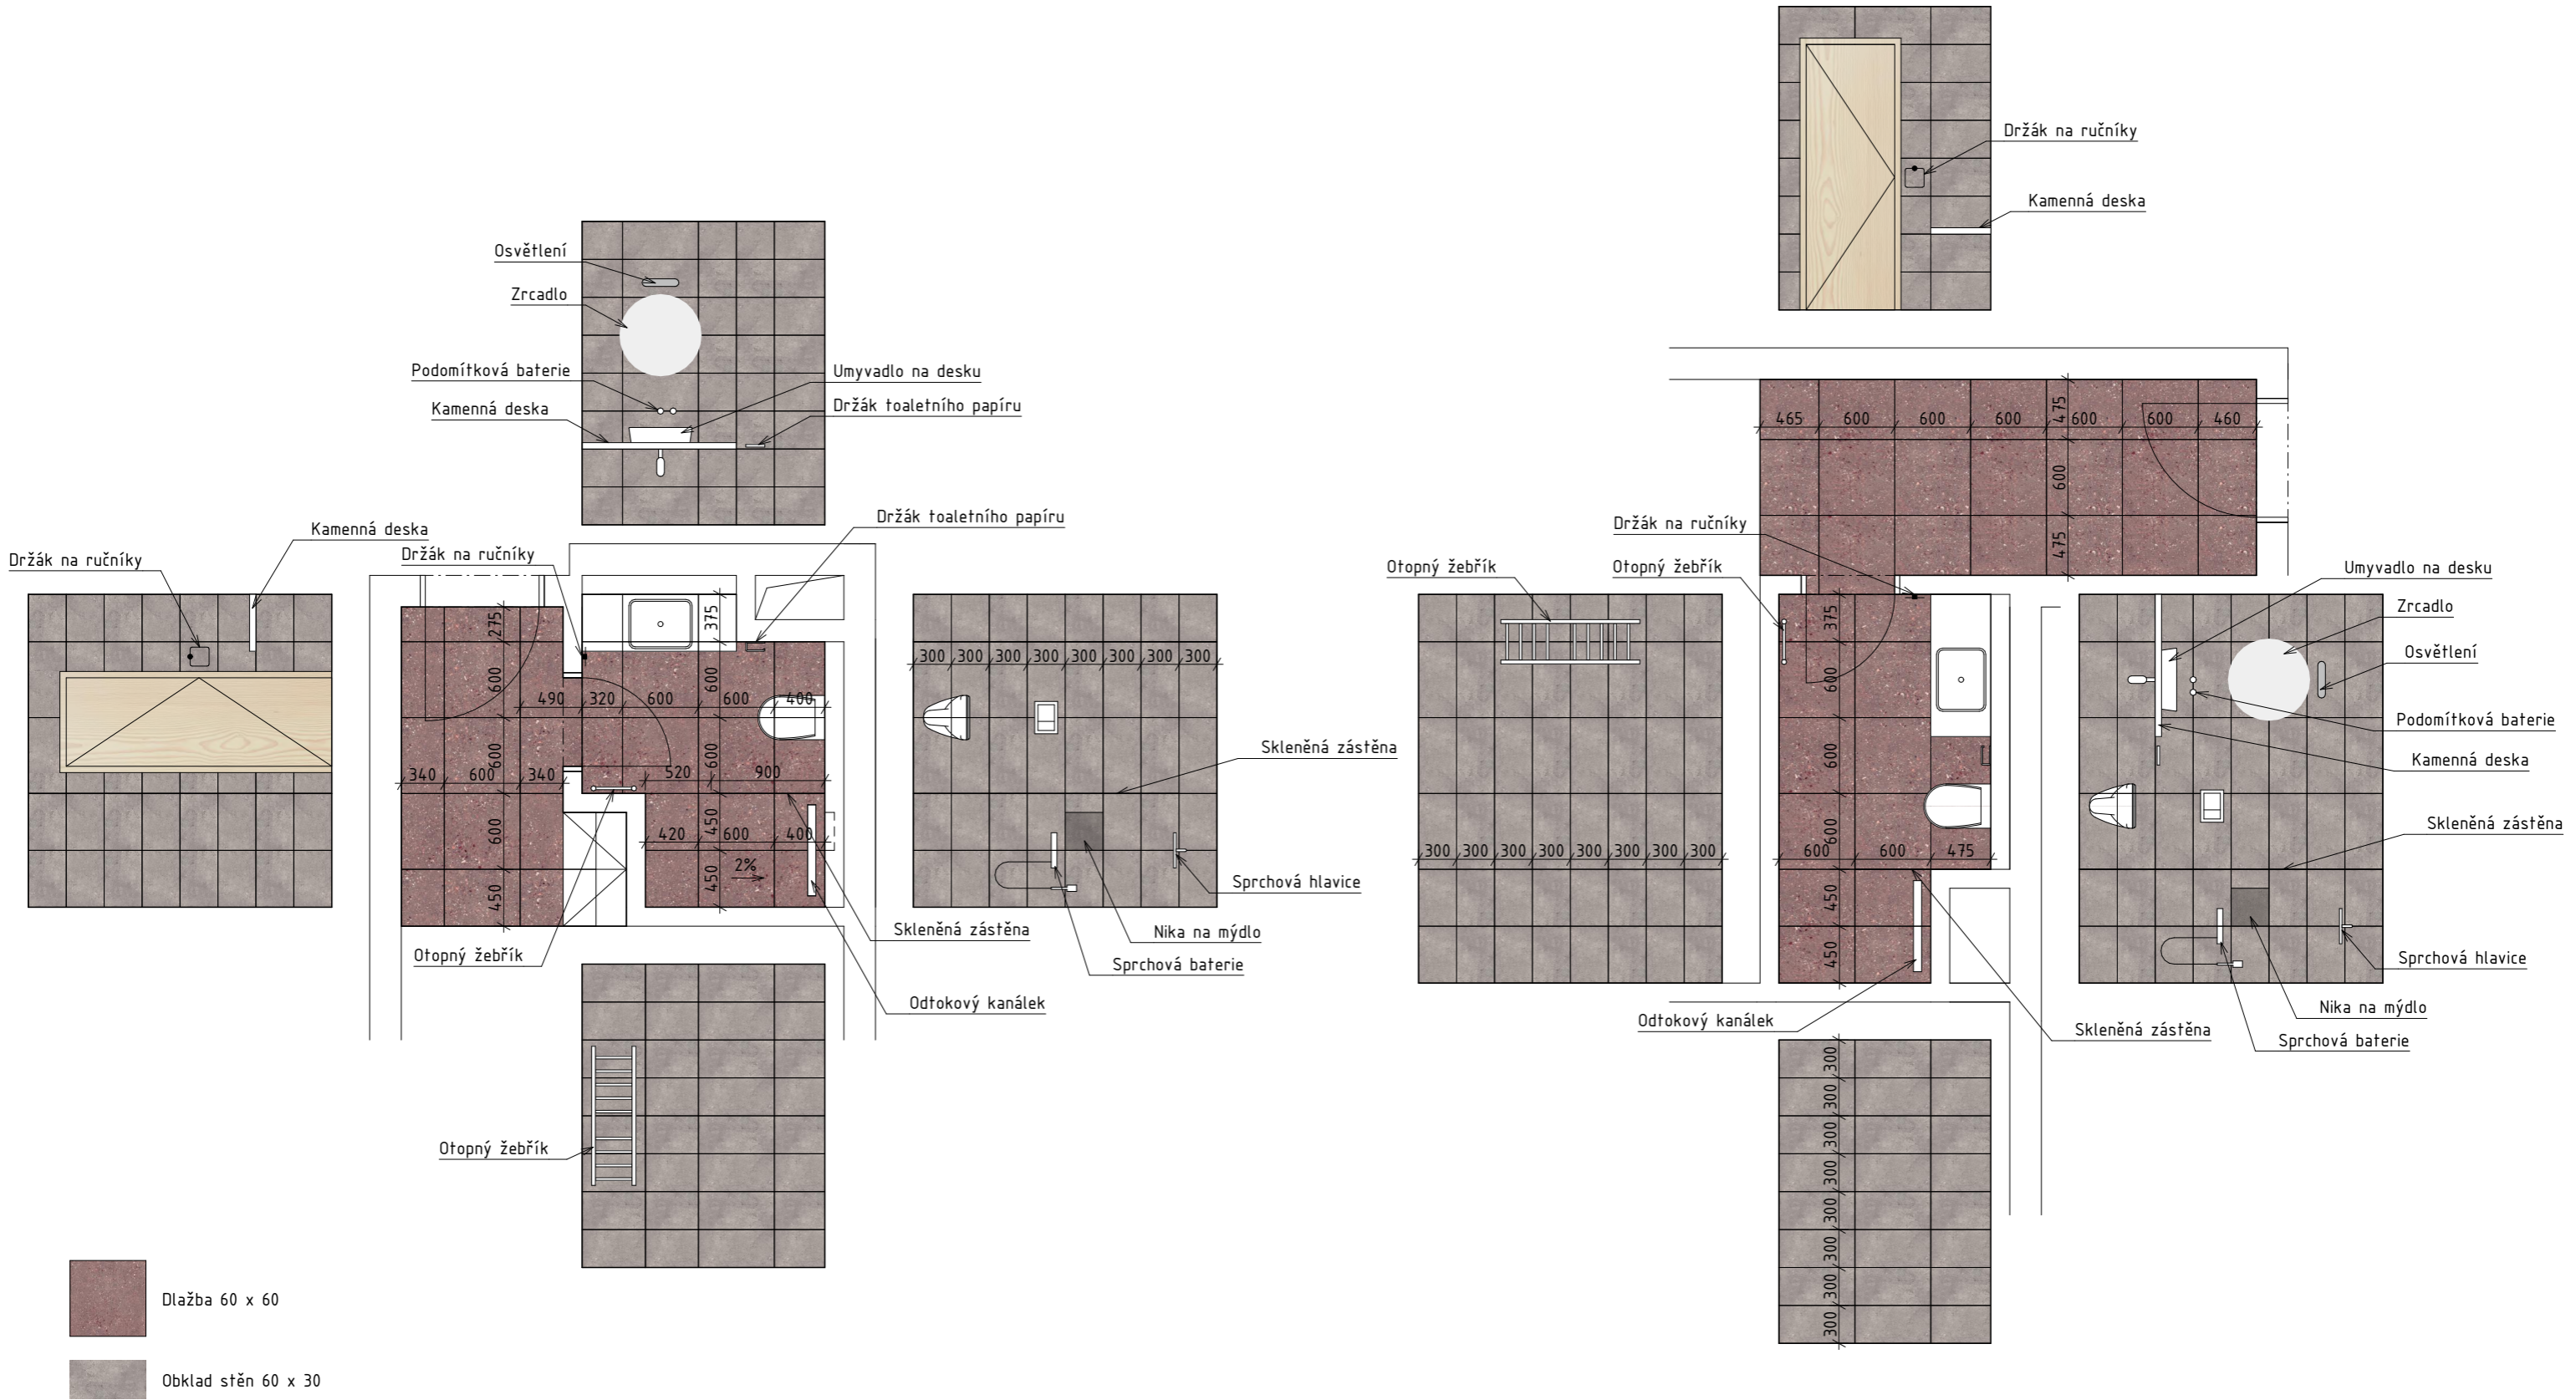 Osvětlení
Zrcadlo
Podomítková baterie
Kamenná deska
Umyvadlo na desku
Držák toaletního papíru
Držák toaletního papíru
Kamenná deska
Držák na ručníky
Držák na ručníky
275
600
600
600
450
490
320
600
600
400
375
600
600
450
450
340
600
340
520
900
420
600
400
2%
Otopný žebřík
Skleněná zástěna
Odtokový kanálek
Otopný žebřík
300
300
300
300
300
300
300
300
Skleněná zástěna
Sprchová hlavice
Nika na mýdlo
Sprchová baterie
Držák na ručníky
Kamenná deska
465
600
600
600
600
600
460
475
600
475
Držák na ručníky
Otopný žebřík
Otopný žebřík
300
300
300
300
300
300
300
300
375
600
600
600
450
450
600
600
475
Odtokový kanálek
Skleněná zástěna
Umyvadlo na desku
Zrcadlo
Osvětlení
Podomítková baterie
Kamenná deska
Skleněná zástěna
Sprchová hlavice
Nika na mýdlo
Sprchová baterie
300
300
300
300
300
300
300
300
Dlažba 60 x 60
Obklad stěn 60 x 30